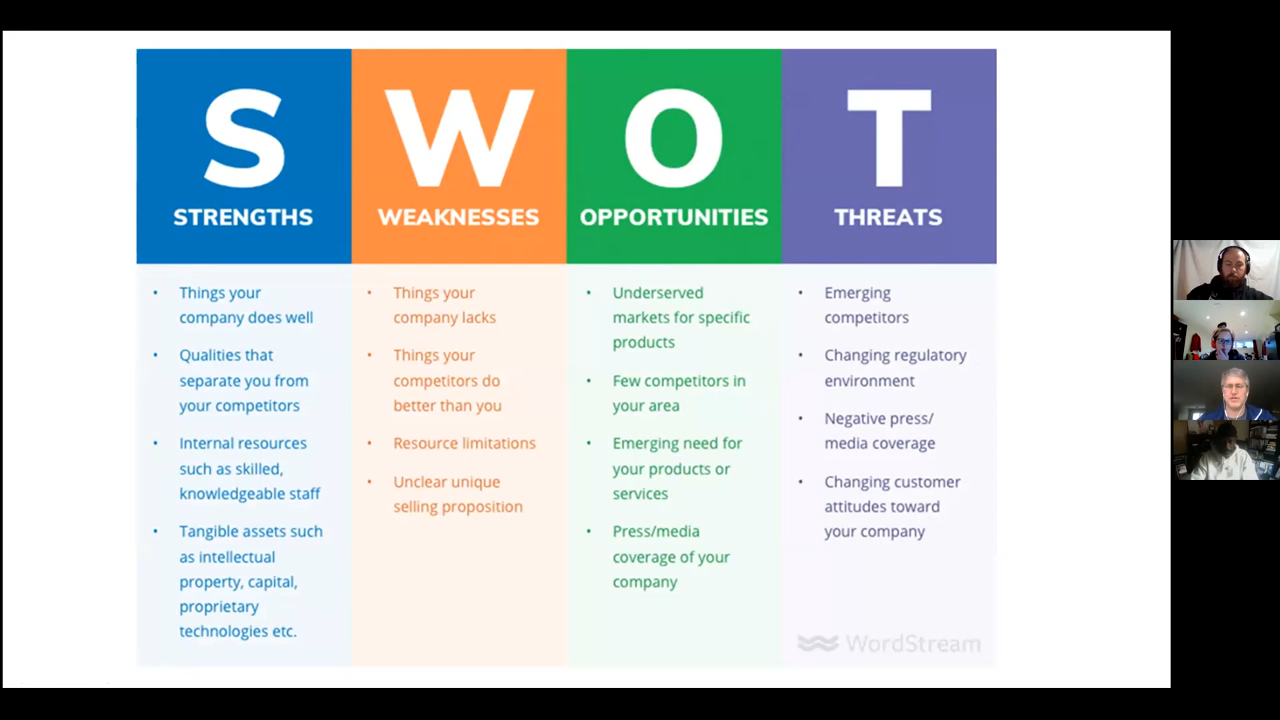 S
STRENGTHS
• Things your
company does well
• Qualities that
separate you from
your competitors
• Internal resources
such as skilled,
knowledgeable staff
• Tangible assets such
as intellectual
property, capital,
proprietary
technologies etc.
W
WEAKNESSES
• Things your
company lacks
• Things your
competitors do
better than you
• Resource limitations
• Unclear unique
selling proposition
O
OPPORTUNITIES
• Underserved
markets for specific
products
• Few competitors in
your area
• Emerging need for
your products or
services
• Press/media
coverage of your
company
T
THREATS
• Emerging
competitors
• Changing regulatory
environment
• Negative press/
media coverage
• Changing customer
attitudes toward
your company
WordStream